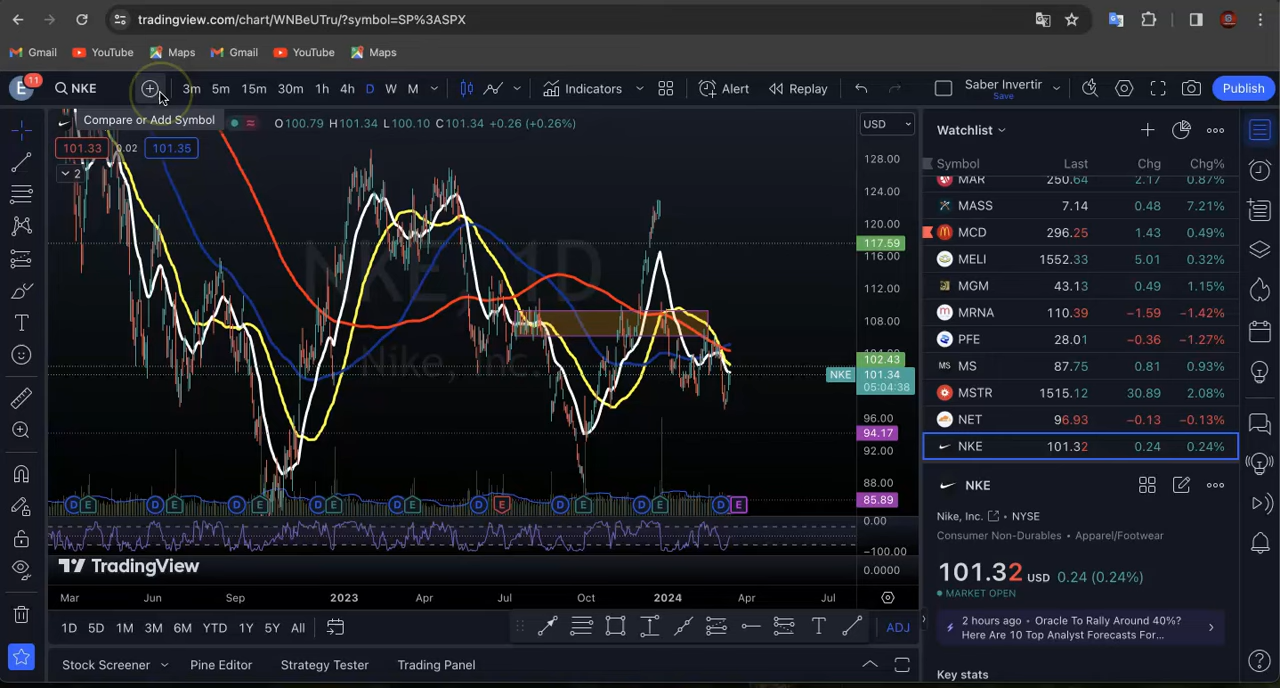 tradingview.com/chart/WNBeUTru/?symbol=SP%3ASPX
Gmail YouTube Maps Gmail YouTube Maps
E 11 NKE 3m 5m 15m 30m 1h 4h D W M Indicators Alert Replay Saber Invertir Save Publish
Compare or Add Symbol
O100.79 H101.34 L100.10 C101.34 +0.26 (+0.26%)
101.33 0.02 101.35
2
NKE, 1D
Nike, Inc.
USD
128.00
124.00
120.00
117.59
116.00
112.00
108.00
104.00
102.43
NKE 101.34
05:04:38
96.00
94.17
92.00
88.00
85.89
0.00
−100.00
0.0000
D E D E D E D E D E D E D E D E D E
TradingView
Mar Jun Sep 2023 Apr Jul Oct 2024 Apr Jul
1D 5D 1M 3M 6M YTD 1Y 5Y All ADJ
Stock Screener Pine Editor Strategy Tester Trading Panel
Watchlist
Symbol Last Chg Chg%
MAR 250.64 2.17 0.87%
MASS 7.14 0.48 7.21%
MCD 296.25 1.43 0.49%
MELI 1552.33 5.01 0.32%
MGM 43.13 0.49 1.15%
MRNA 110.39 −1.59 −1.42%
PFE 28.01 −0.36 −1.27%
MS MS 87.75 0.81 0.93%
MSTR 1515.12 30.89 2.08%
NET 96.93 −0.13 −0.13%
NKE 101.32 0.24 0.24%
NKE
Nike, Inc. • NYSE
Consumer Non-Durables • Apparel/Footwear
101.32 USD 0.24 (0.24%)
MARKET OPEN
2 hours ago • Oracle To Rally Around 40%?
Here Are 10 Top Analyst Forecasts For…
Key stats